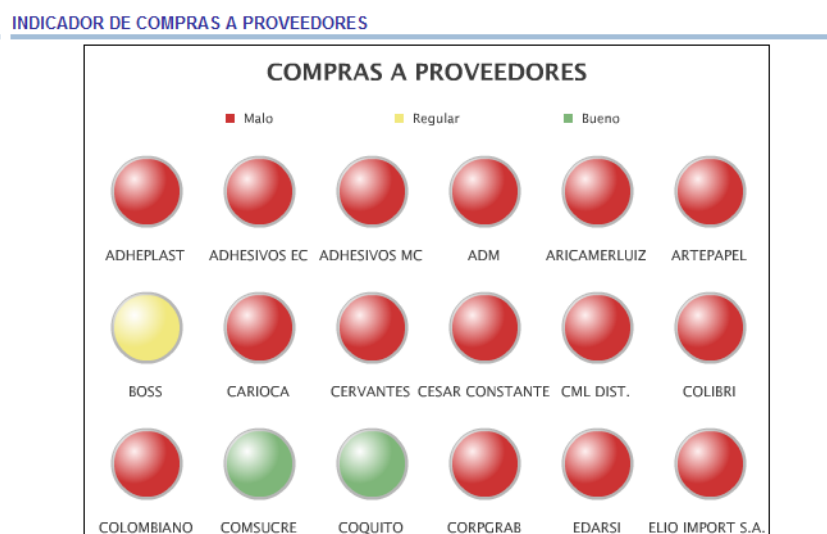 INDICADOR DE COMPRAS A PROVEEDORES
COMPRAS A PROVEEDORES
Malo Regular Bueno
ADHEPLAST ADHESIVOS EC ADHESIVOS MC ADM ARICAMERLUIZ ARTEPAPEL
BOSS CARIOCA CERVANTES CESAR CONSTANTE CML DIST. COLIBRI
COLOMBIANO COMSUCRE COQUITO CORPGRAB EDARSI ELIO IMPORT S.A.